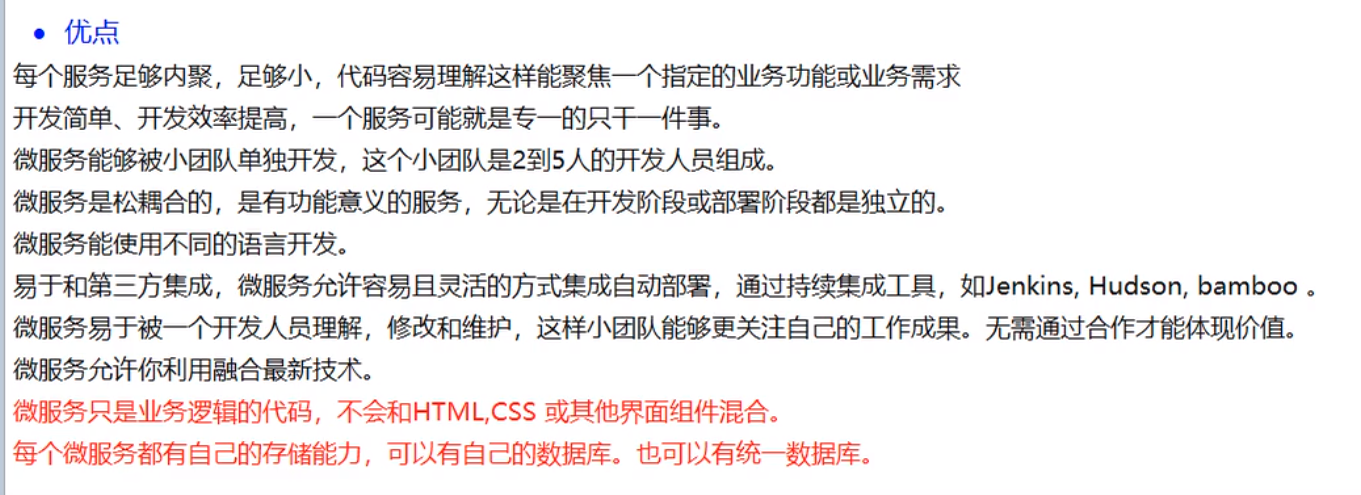 • 优点
每个服务足够内聚，足够小，代码容易理解这样能聚焦一个指定的业务功能或业务需求
开发简单、开发效率提高，一个服务可能就是专一的只干一件事。
微服务能够被小团队单独开发，这个小团队是2到5人的开发人员组成。
微服务是松耦合的，是有功能意义的服务，无论是在开发阶段或部署阶段都是独立的。
微服务能使用不同的语言开发。
易于和第三方集成，微服务允许容易且灵活的方式集成自动部署，通过持续集成工具，如Jenkins, Hudson, bamboo 。
微服务易于被一个开发人员理解，修改和维护，这样小团队能够更关注自己的工作成果。无需通过合作才能体现价值。
微服务允许你利用融合最新技术。
微服务只是业务逻辑的代码，不会和HTML,CSS 或其他界面组件混合。
每个微服务都有自己的存储能力，可以有自己的数据库。也可以有统一数据库。